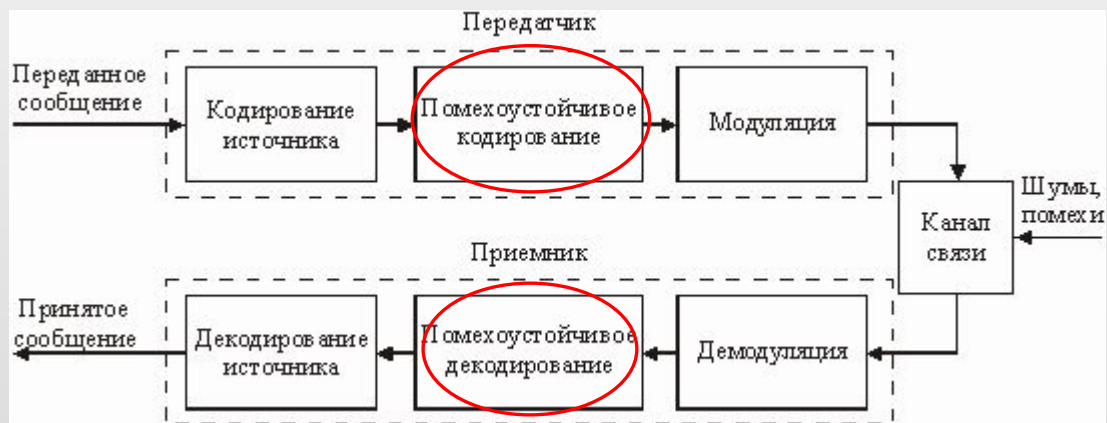 Передатчик
Переданное
сообщение
Кодирование
источника
Помехоустойчивое
кодирование
Модуляция
Шумы,
помехи
Канал
связи
Приемник
Принятое
сообщение
Декодирование
источника
Помехоустойчивое
декодирование
Демодуляция